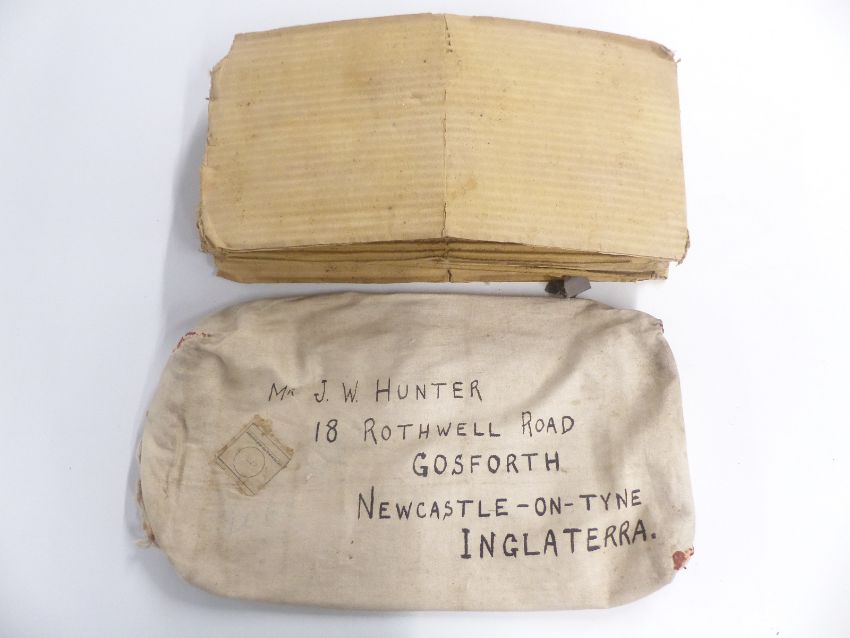 Mr J. W. HUNTER
18 ROTHWELL ROAD
GOSFORTH
NEWCASTLE-ON-TYNE
INGLATERRA.